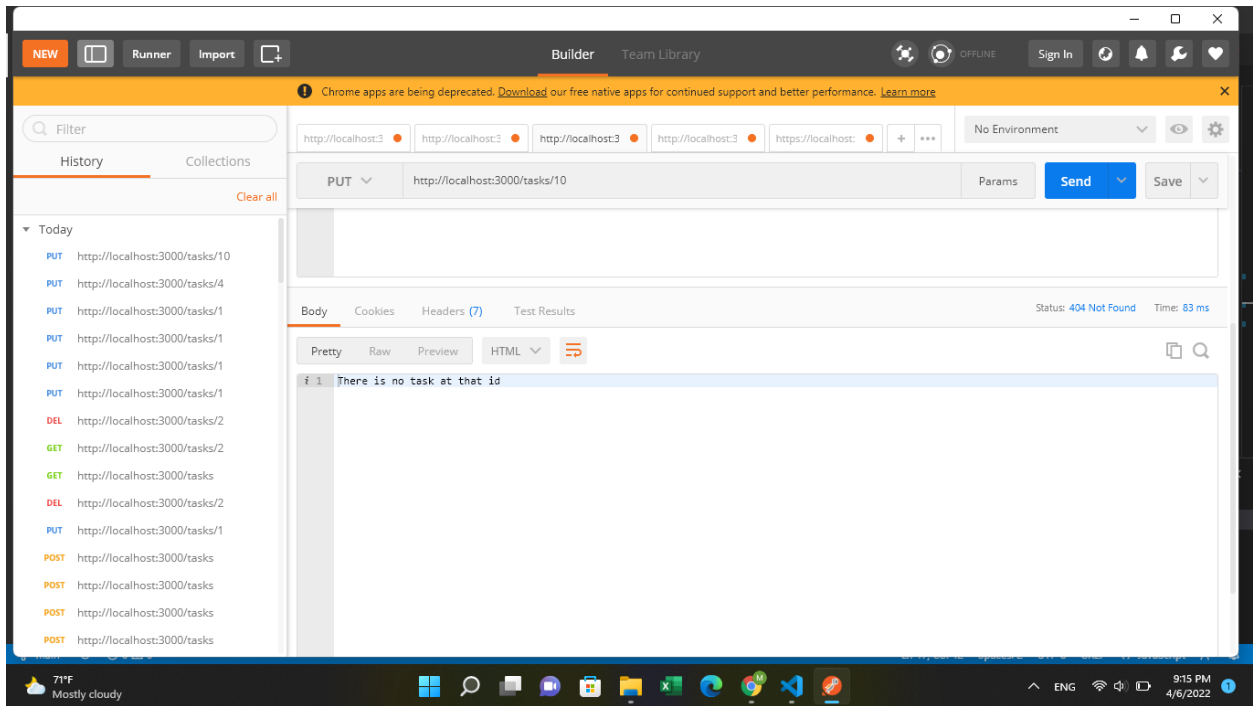 NEW Runner Import Builder Team Library OFFLINE Sign In
Chrome apps are being deprecated. Download our free native apps for continued support and better performance. Learn more
Filter
History Collections
Clear all
Today
PUT http://localhost:3000/tasks/10
PUT http://localhost:3000/tasks/4
PUT http://localhost:3000/tasks/1
PUT http://localhost:3000/tasks/1
PUT http://localhost:3000/tasks/1
PUT http://localhost:3000/tasks/1
DEL http://localhost:3000/tasks/2
GET http://localhost:3000/tasks/2
GET http://localhost:3000/tasks
DEL http://localhost:3000/tasks/2
PUT http://localhost:3000/tasks/1
POST http://localhost:3000/tasks
POST http://localhost:3000/tasks
POST http://localhost:3000/tasks
POST http://localhost:3000/tasks
http://localhost:3 http://localhost:3 http://localhost:3 http://localhost:3 https://localhost: + No Environment
PUT http://localhost:3000/tasks/10 Params Send Save
Body Cookies Headers (7) Test Results Status: 404 Not Found Time: 83 ms
Pretty Raw Preview HTML
i 1 There is no task at that id
71°F
Mostly cloudy
ENG
9:15 PM
4/6/2022
1